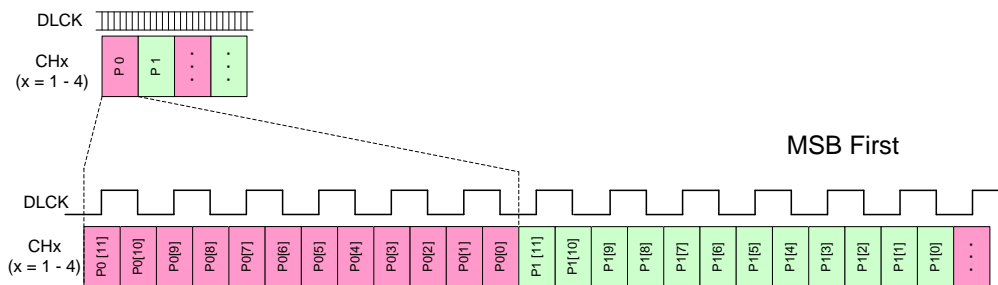 DLCK
CHx
(x = 1 - 4)
P 0
P 1
. . .
. . .
MSB First
DLCK
CHx
(x = 1 - 4)
P0 [11]
P0[10]
P0[9]
P0[8]
P0[7]
P0[6]
P0[5]
P0[4]
P0[3]
P0[2]
P0[1]
P0[0]
P1 [11]
P1[10]
P1[9]
P1[8]
P1[7]
P1[6]
P1[5]
P1[4]
P1[3]
P1[2]
P1[1]
P1[0]
. . .